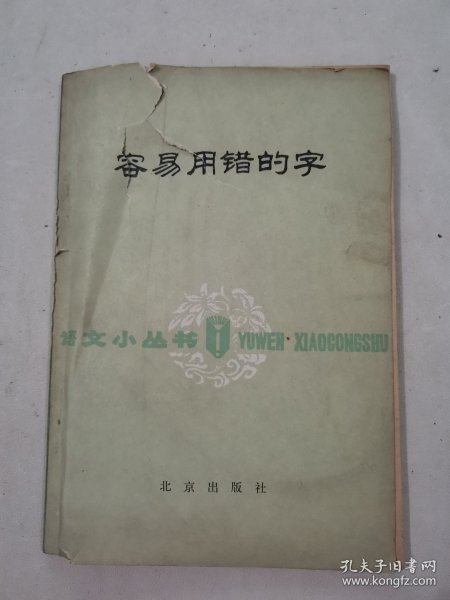 容易用错的字
语文小丛书 YUWEN·XIAOCONGSHU
北京出版社
孔夫子旧书网
www.kongfz.com